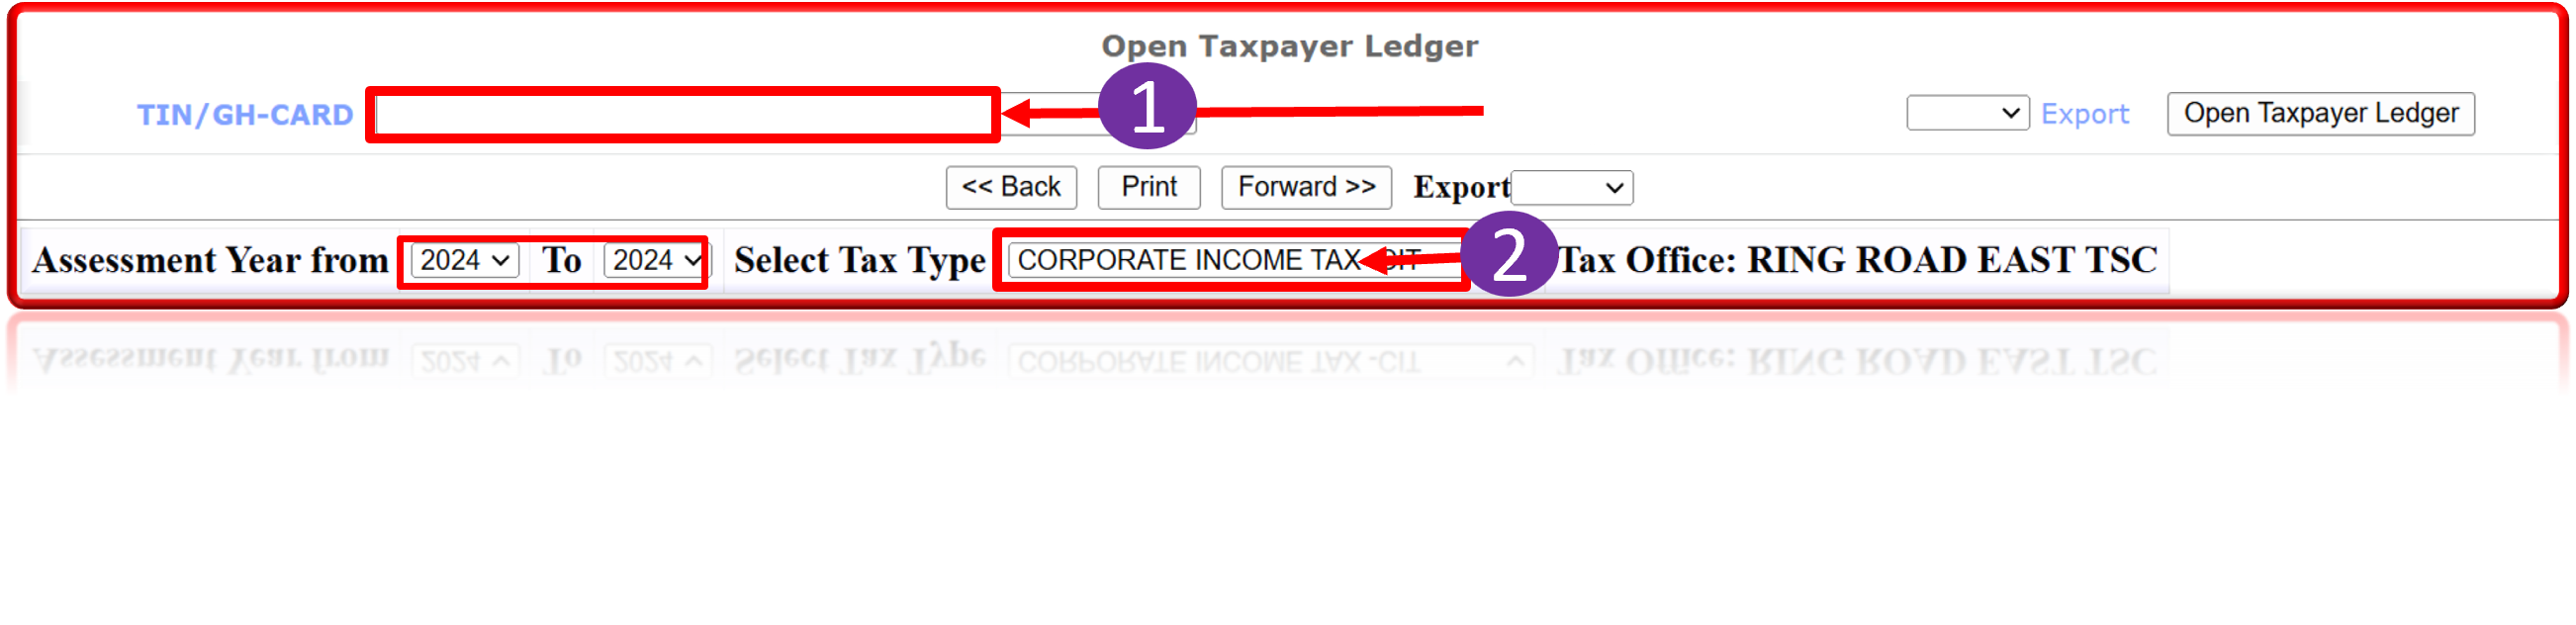 Open Taxpayer Ledger
TIN/GH-CARD 1 Export Open Taxpayer Ledger
<< Back Print Forward >> Export
Assessment Year from 2024 To 2024 Select Tax Type CORPORATE INCOME TAX -CIT 2 Tax Office: RING ROAD EAST TSC